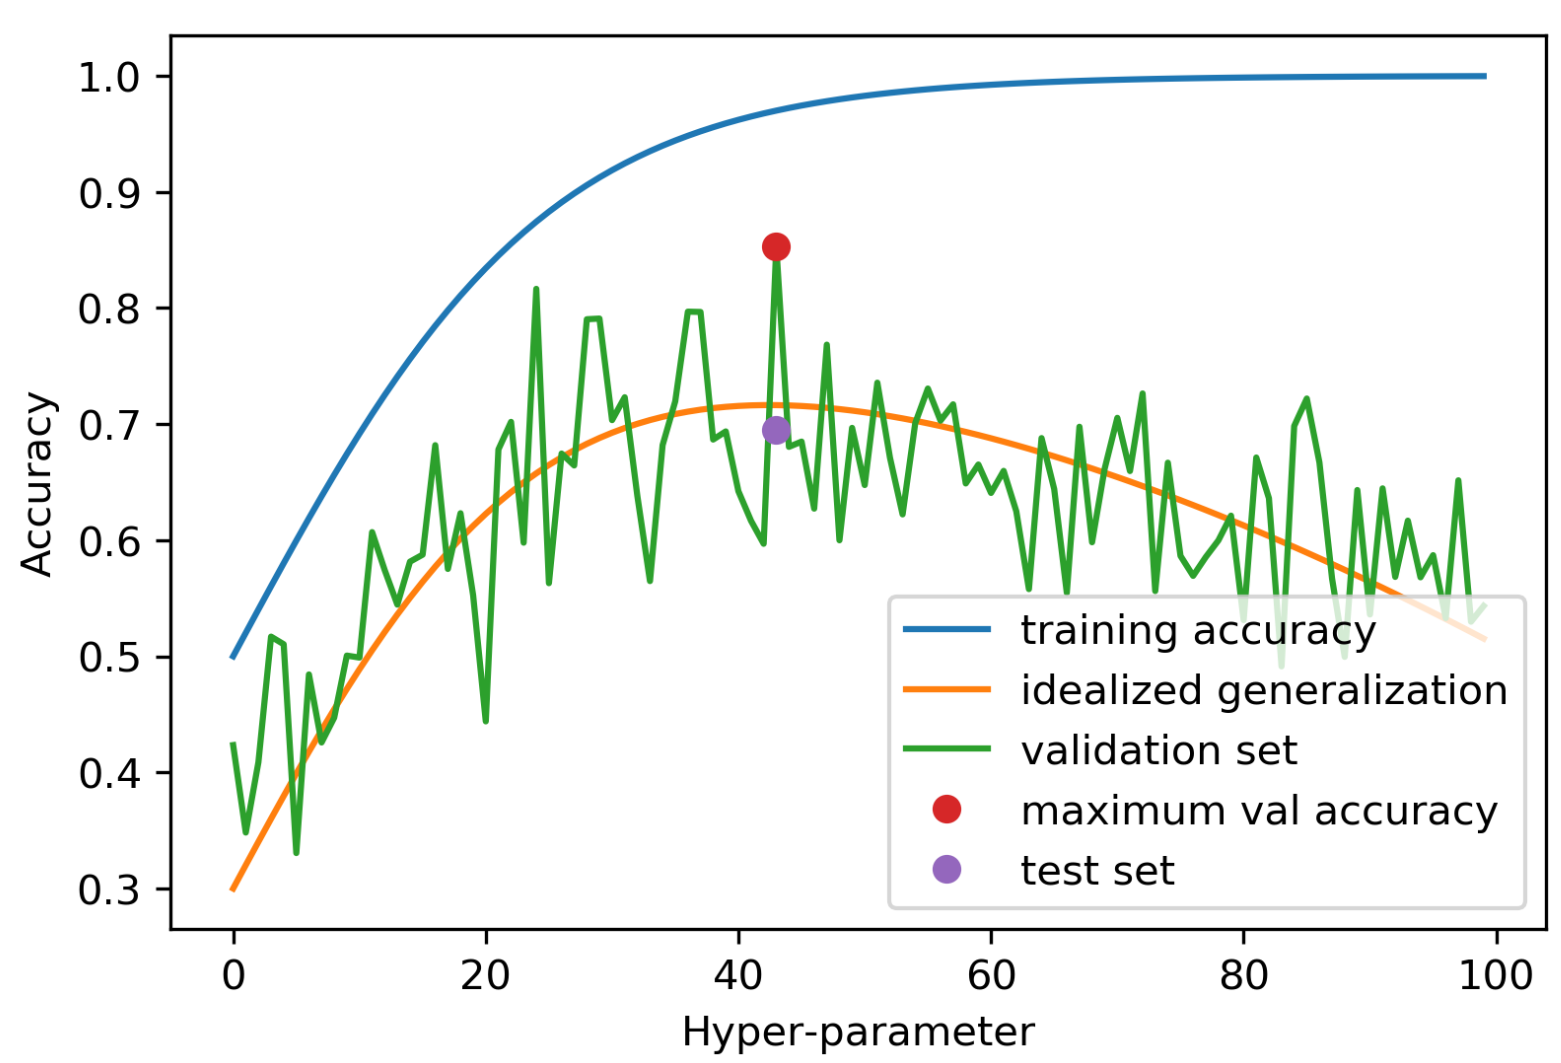 1.0
0.9
0.8
0.7
0.6
0.5
0.4
0.3
Accuracy
training accuracy
idealized generalization
validation set
maximum val accuracy
test set
0 20 40 60 80 100
Hyper-parameter